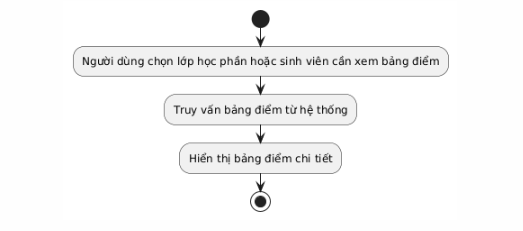 Người dùng chọn lớp học phần hoặc sinh viên cần xem bảng điểm
Truy vấn bảng điểm từ hệ thống
Hiển thị bảng điểm chi tiết